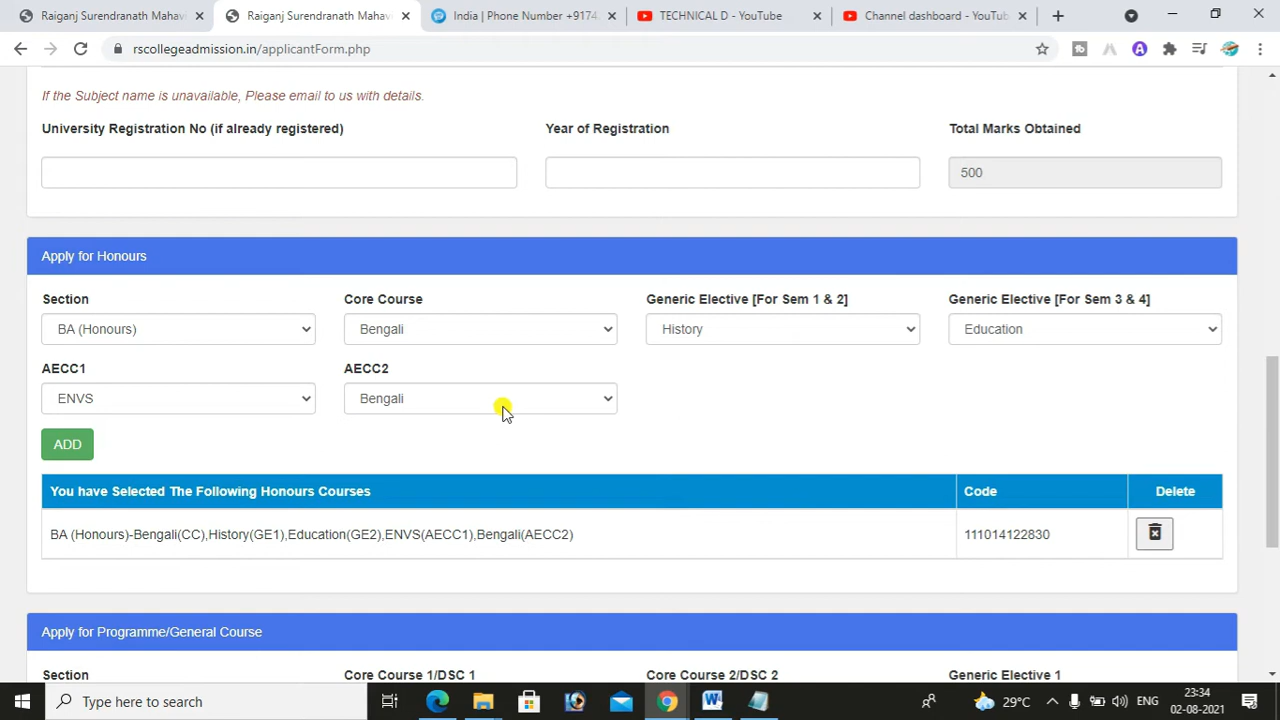 Raiganj Surendranath Mahavi
Raiganj Surendranath Mahavi
India | Phone Number +9174
TECHNICAL D - YouTube
Channel dashboard - YouTub
rscollegeadmission.in/applicantForm.php
A
If the Subject name is unavailable, Please email to us with details.
University Registration No (if already registered)
Year of Registration
Total Marks Obtained
500
Apply for Honours
Section
Core Course
Generic Elective [For Sem 1 & 2]
Generic Elective [For Sem 3 & 4]
BA (Honours)
Bengali
History
Education
AECC1
AECC2
ENVS
Bengali
ADD
You have Selected The Following Honours Courses
Code
Delete
BA (Honours)-Bengali(CC),History(GE1),Education(GE2),ENVS(AECC1),Bengali(AECC2)
111014122830
Apply for Programme/General Course
Section
Core Course 1/DSC 1
Core Course 2/DSC 2
Generic Elective 1
Type here to search
29°C
ENG
23:34
02-08-2021